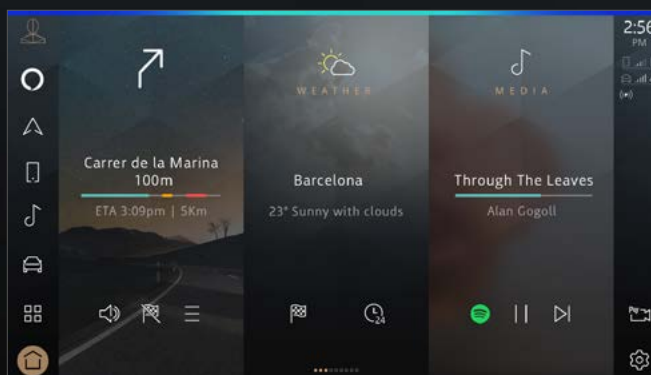 2:56
PM
WEATHER
MEDIA
Carrer de la Marina
100m
ETA 3:09pm | 5Km
Barcelona
23° Sunny with clouds
Through The Leaves
Alan Gogoll
24